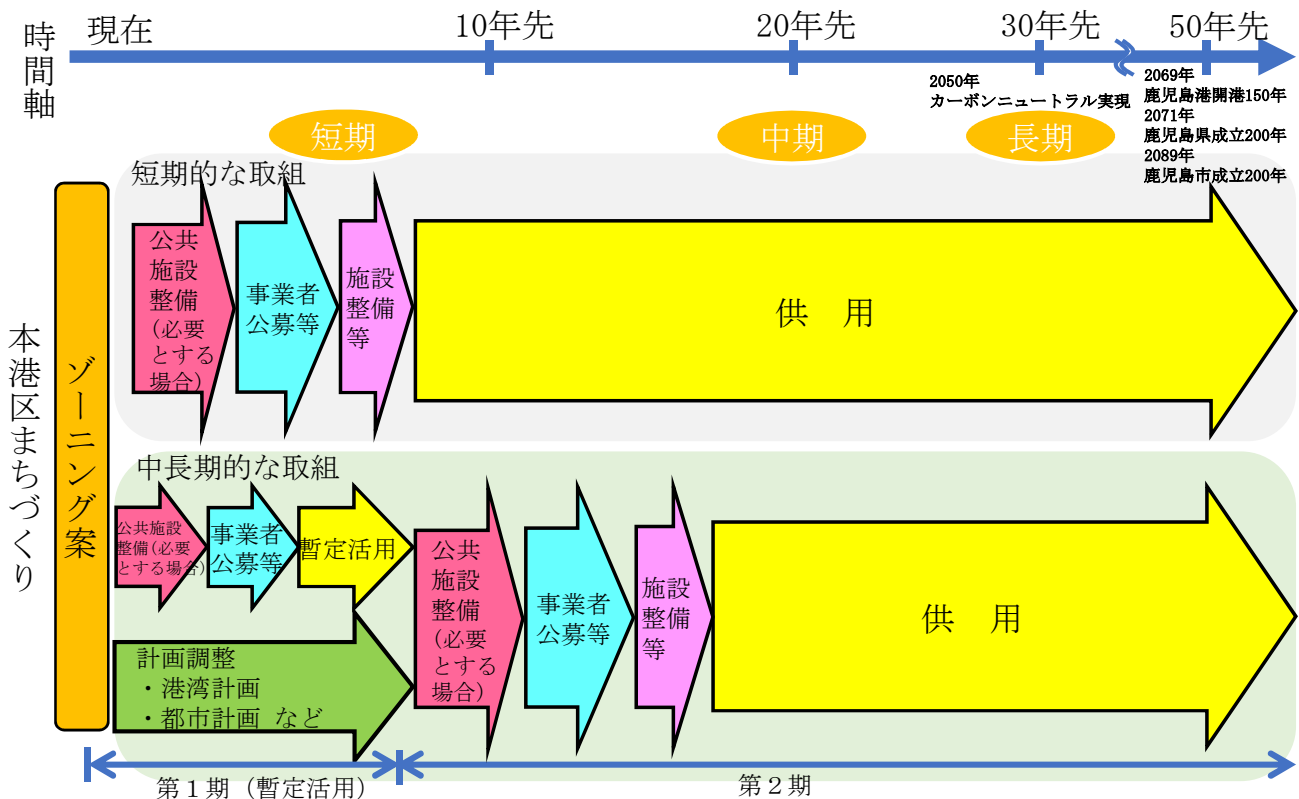 時間軸
現在
10年先
20年先
30年先
50年先
2050年
カーボンニュートラル実現
2069年
鹿児島港開港150年
2071年
鹿児島県成立200年
2089年
鹿児島市成立200年
短期
中期
長期
本港区まちづくり
ゾーニング案
短期的な取組
公共
施設
整備
(必要
とする
場合)
事業者
公募等
施設
整備
等
供　用
中長期的な取組
公共施設
整備(必要
とする場合)
事業者
公募等
暫定活用
計画調整
・港湾計画
・都市計画 など
公共
施設
整備
(必要
とする
場合)
事業者
公募等
施設
整備
等
供　用
第１期（暫定活用）
第２期